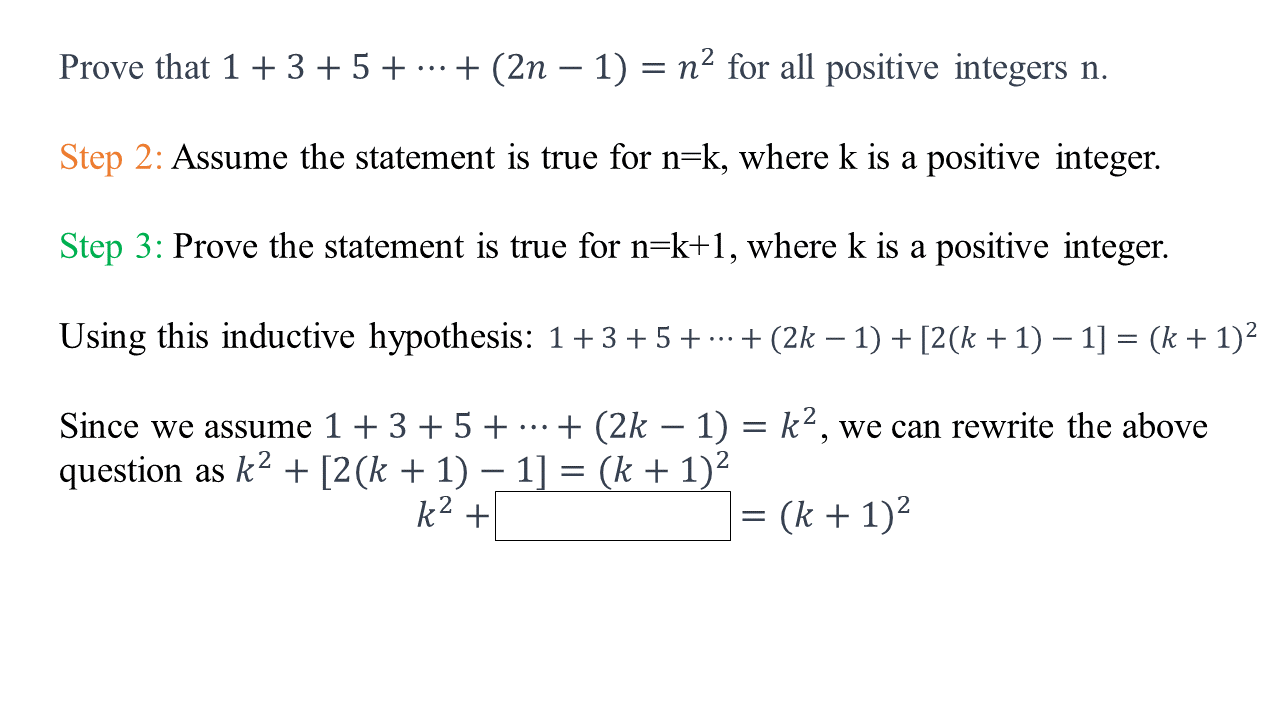 Prove that 1 + 3 + 5 + ⋯ + (2𝑛 − 1) = 𝑛² for all positive integers n.
Step 2: Assume the statement is true for n=k, where k is a positive integer.
Step 3: Prove the statement is true for n=k+1, where k is a positive integer.
Using this inductive hypothesis: 1 + 3 + 5 + ⋯ + (2𝑘 − 1) + [2(𝑘 + 1) − 1] = (𝑘 + 1)²
Since we assume 1 + 3 + 5 + ⋯ + (2𝑘 − 1) = 𝑘², we can rewrite the above
question as 𝑘² + [2(𝑘 + 1) − 1] = (𝑘 + 1)²
𝑘² + = (𝑘 + 1)²